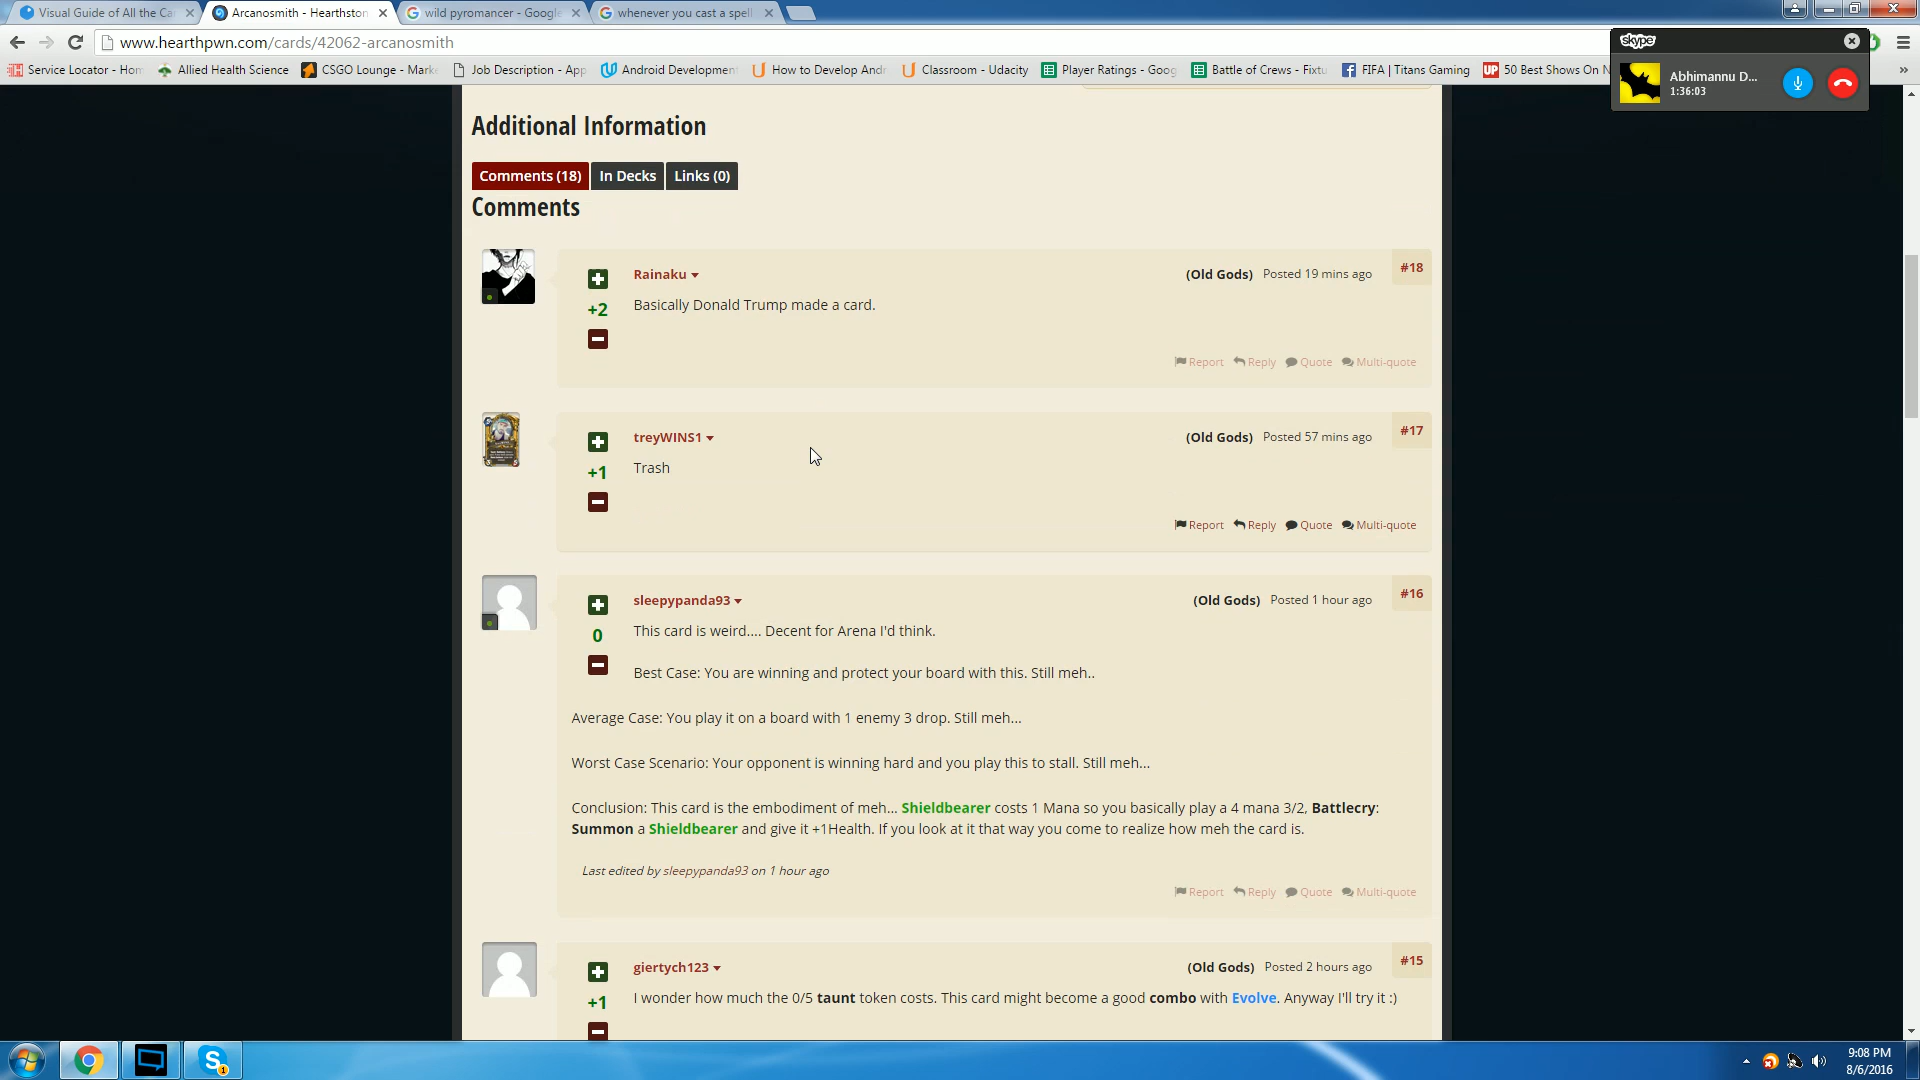 Visual Guide of All the Ca
Arcanosmith - Hearthston
wild pyromancer - Google
whenever you cast a spell
www.hearthpwn.com/cards/42062-arcanosmith
Service Locator - Hom
Allied Health Science
CSGO Lounge - Mark
Job Description - App
Android Development
How to Develop And
Classroom - Udacity
Player Ratings - Goog
Battle of Crews - Fixtu
FIFA | Titans Gaming
UP 50 Best Shows On N
skype
Abhimannu D...
1:36:03
Additional Information
Comments (18)
In Decks
Links (0)
Comments
Rainaku
(Old Gods) Posted 19 mins ago
#18
+2
Basically Donald Trump made a card.
Report Reply Quote Multi-quote
treyWINS1
(Old Gods) Posted 57 mins ago
#17
+1
Trash
Report Reply Quote Multi-quote
sleepypanda93
(Old Gods) Posted 1 hour ago
#16
0
This card is weird.... Decent for Arena I'd think.
Best Case: You are winning and protect your board with this. Still meh..
Average Case: You play it on a board with 1 enemy 3 drop. Still meh...
Worst Case Scenario: Your opponent is winning hard and you play this to stall. Still meh...
Conclusion: This card is the embodiment of meh... Shieldbearer costs 1 Mana so you basically play a 4 mana 3/2, Battlecry:
Summon a Shieldbearer and give it +1Health. If you look at it that way you come to realize how meh the card is.
Last edited by sleepypanda93 on 1 hour ago
Report Reply Quote Multi-quote
giertych123
(Old Gods) Posted 2 hours ago
#15
+1
I wonder how much the 0/5 taunt token costs. This card might become a good combo with Evolve. Anyway I'll try it :)
9:08 PM
8/6/2016